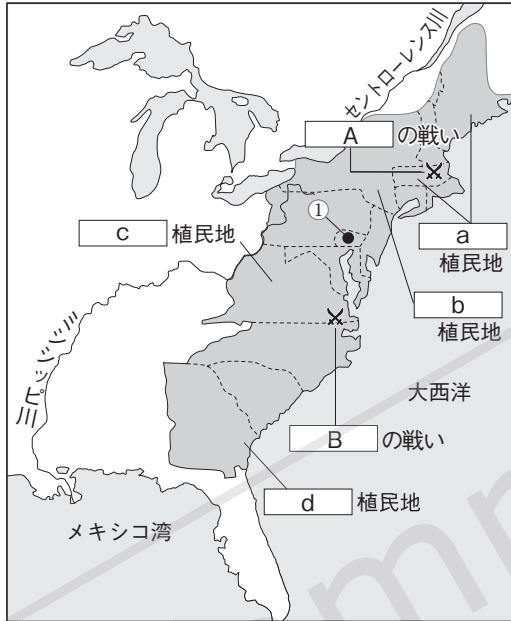 セントローレンス川
A の戦い
①
c 植民地
a
植民地
b
植民地
ミシシッピ川
大西洋
B の戦い
d 植民地
メキシコ湾